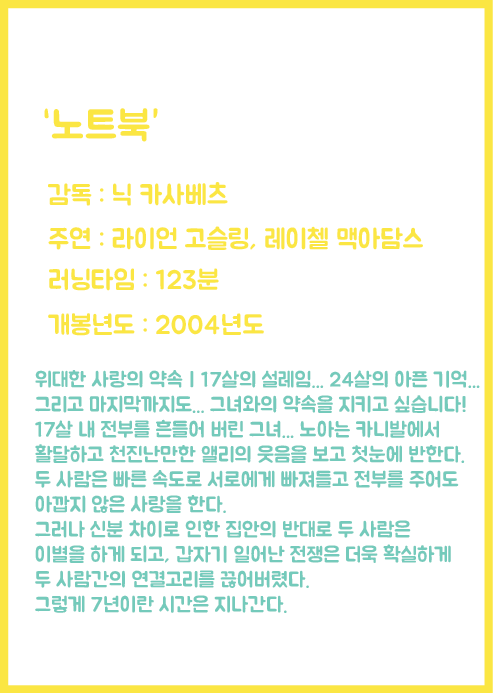 '노트북'
감독 : 닉 카사베츠
주연 : 라이언 고슬링, 레이첼 맥아담스
러닝타임 : 123분
개봉년도 : 2004년도
위대한 사랑의 약속 | 17살의 설레임... 24살의 아픈 기억...
그리고 마지막까지도... 그녀와의 약속을 지키고 싶습니다!
17살 내 전부를 흔들어 버린 그녀... 노아는 카니발에서
활달하고 천진난만한 앨리의 웃음을 보고 첫눈에 반한다.
두 사람은 빠른 속도로 서로에게 빠져들고 전부를 주어도
아깝지 않은 사랑을 한다.
그러나 신분 차이로 인한 집안의 반대로 두 사람은
이별을 하게 되고, 갑자기 일어난 전쟁은 더욱 확실하게
두 사람간의 연결고리를 끊어버렸다.
그렇게 7년이란 시간은 지나간다.